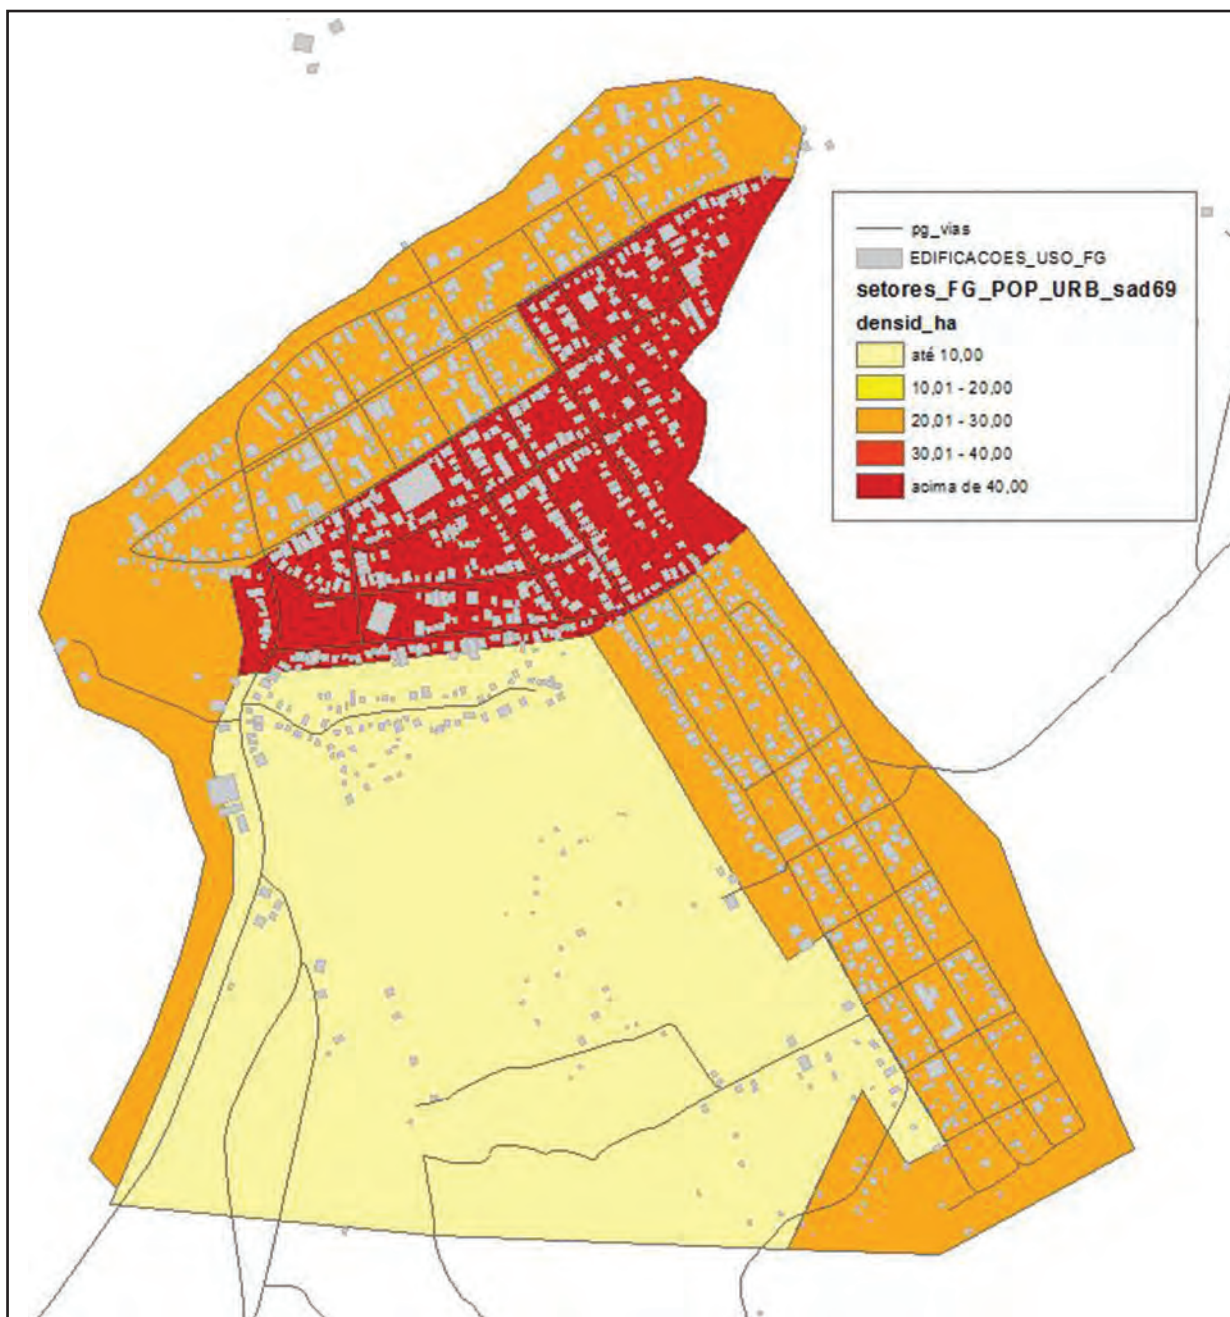 pg_vias
EDIFICACOES_USO_FG
setores_FG_POP_URB_sad69
densid_ha
até 10,00
10,01 - 20,00
20,01 - 30,00
30,01 - 40,00
acima de 40,00